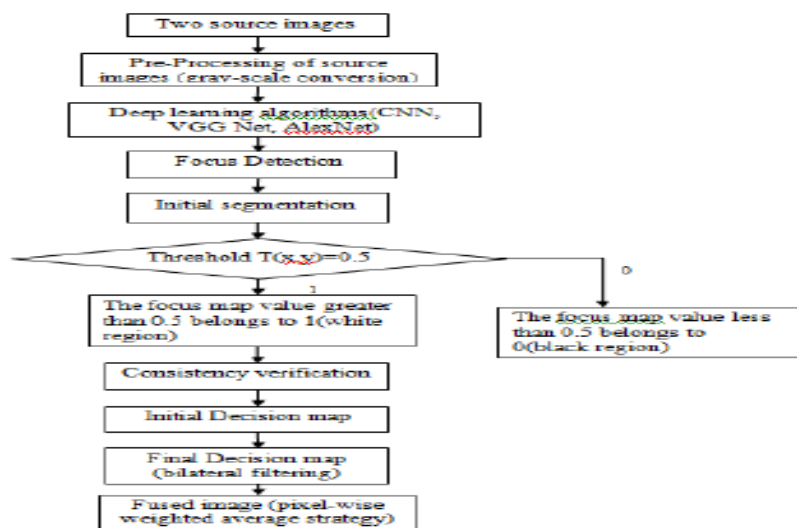 Two source images
Pre-Processing of source
images (gray-scale conversion)
Deep learning algorithms(CNN,
VGG Net, AlexNet)
Focus Detection
Initial segmentation
Threshold T(x,y)=0.5
0
1
The focus map value greater
than 0.5 belongs to 1(white
region)
The focus map value less
than 0.5 belongs to
0(black region)
Consistency verification
Initial Decision map
Final Decision map
(bilateral filtering)
Fused image (pixel-wise
weighted average strategy)